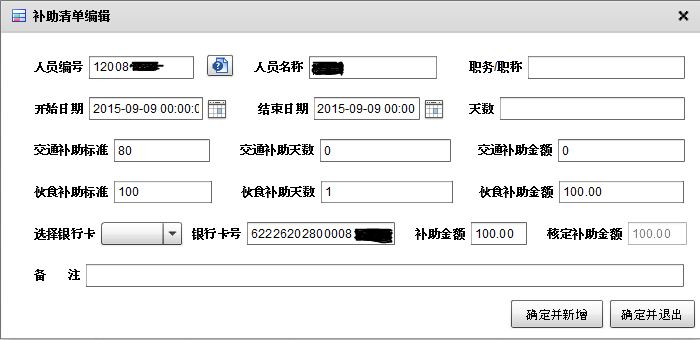 补助清单编辑
人员编号 12008 人员名称 职务/职称
开始日期 2015-09-09 00:00:0 结束日期 2015-09-09 00:00 天数
交通补助标准 80 交通补助天数 0 交通补助金额 0
伙食补助标准 100 伙食补助天数 1 伙食补助金额 100.00
选择银行卡 银行卡号 62226202800008 补助金额 100.00 核定补助金额 100.00
备 注
确定并新增 确定并退出